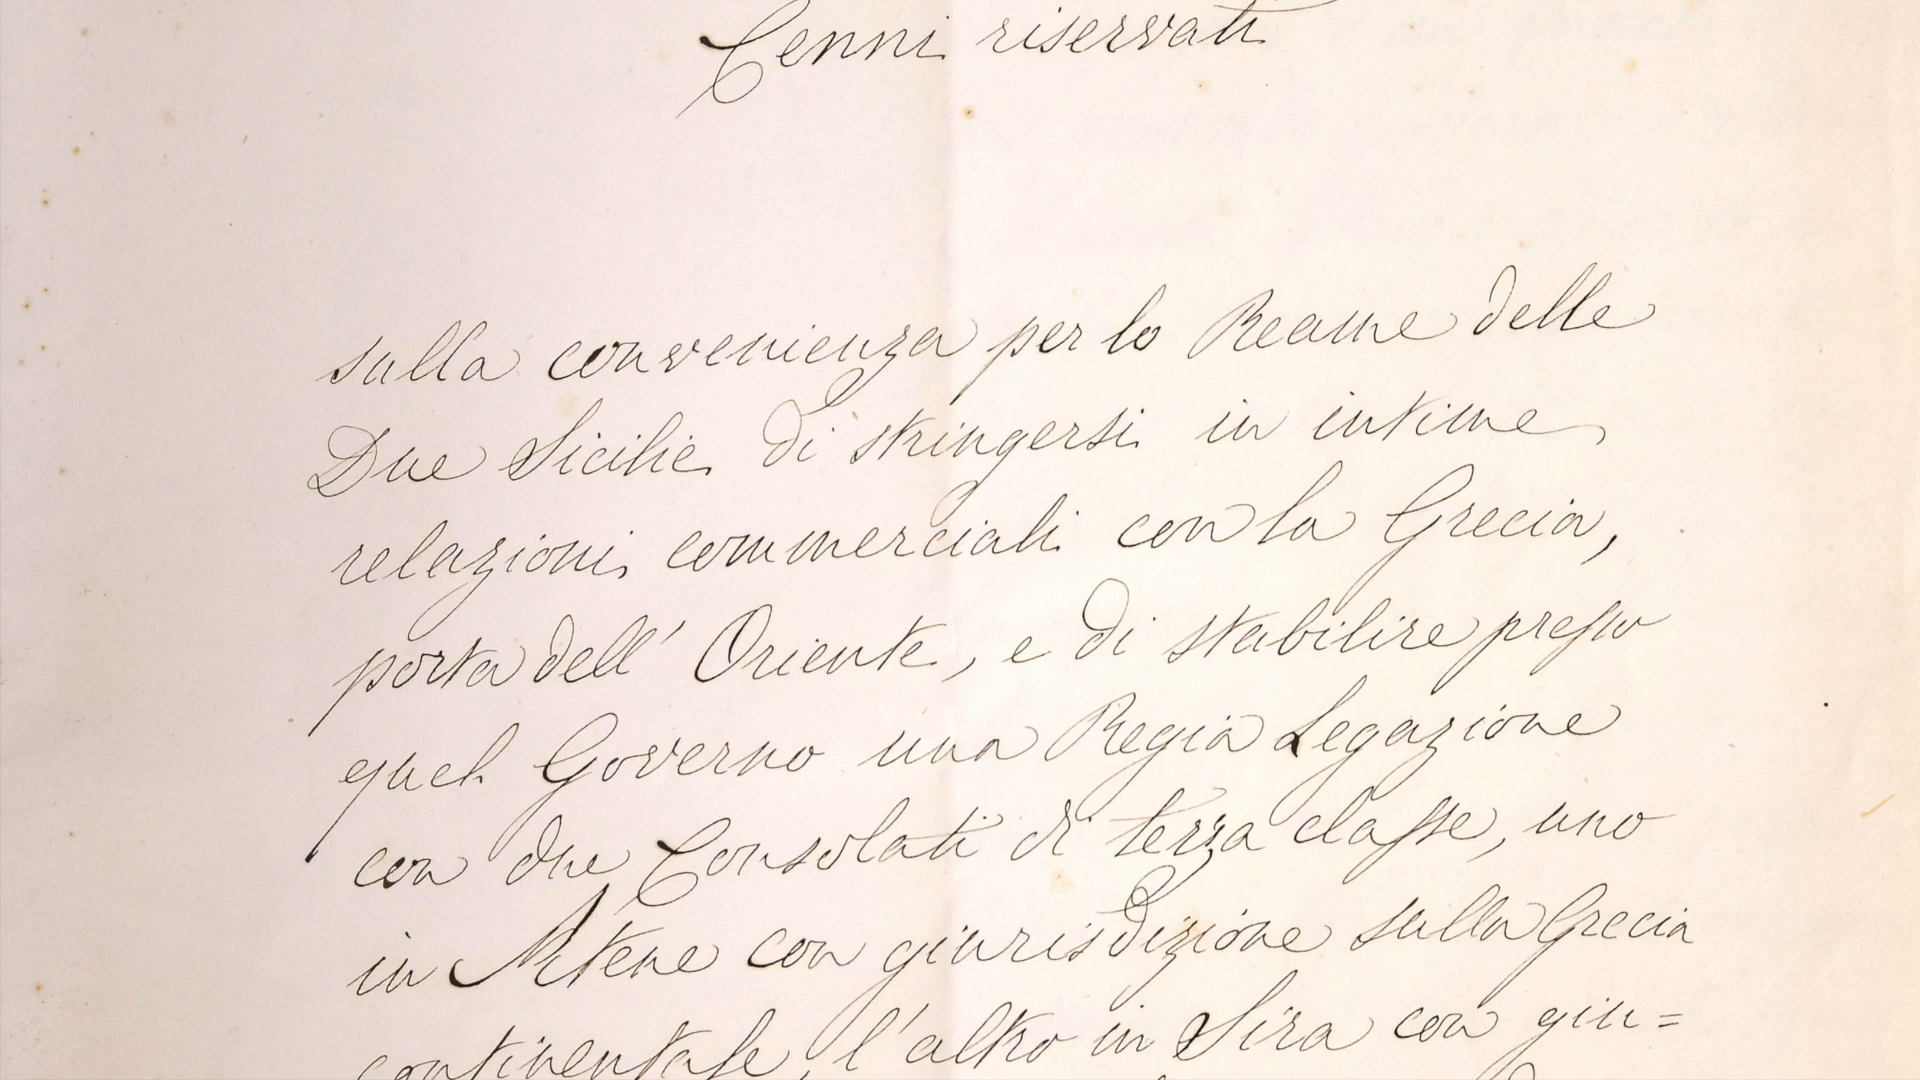 Cenni riservati
sulla convenienza per lo Reame delle
Due Sicilie di stringersi in intime
relazioni commerciali con la Grecia,
porta dell' Oriente, e di stabilire presso
quel Governo una Regia Legazione
con due Consolati di terza classe, uno
in Atene con giurisdizione sulla Grecia
continentale, l'altro in Sira con giu=